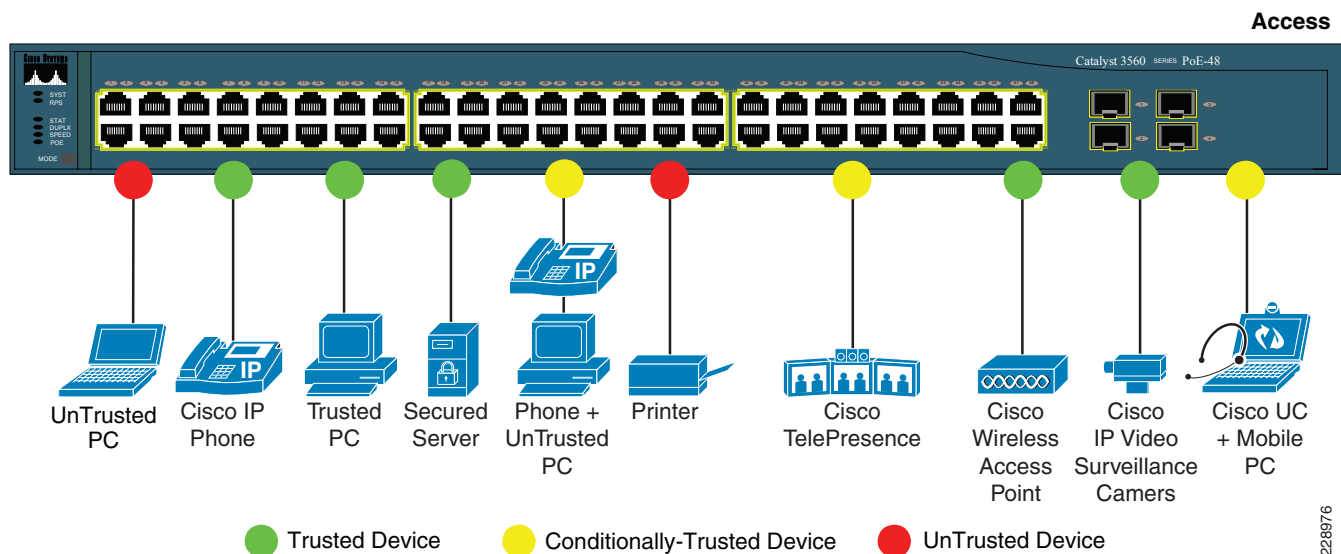 Access
CISCO SYSTEMS
Catalyst 3560 SERIES PoE-48
SYST
RPS
STAT
DUPLX
SPEED
POE
MODE
IP
IP
UnTrusted
PC
Cisco IP
Phone
Trusted
PC
Secured
Server
Phone +
UnTrusted
PC
Printer
Cisco
TelePresence
Cisco
Wireless
Access
Point
Cisco
IP Video
Surveillance
Camers
Cisco UC
+ Mobile
PC
Trusted Device
Conditionally-Trusted Device
UnTrusted Device
228976